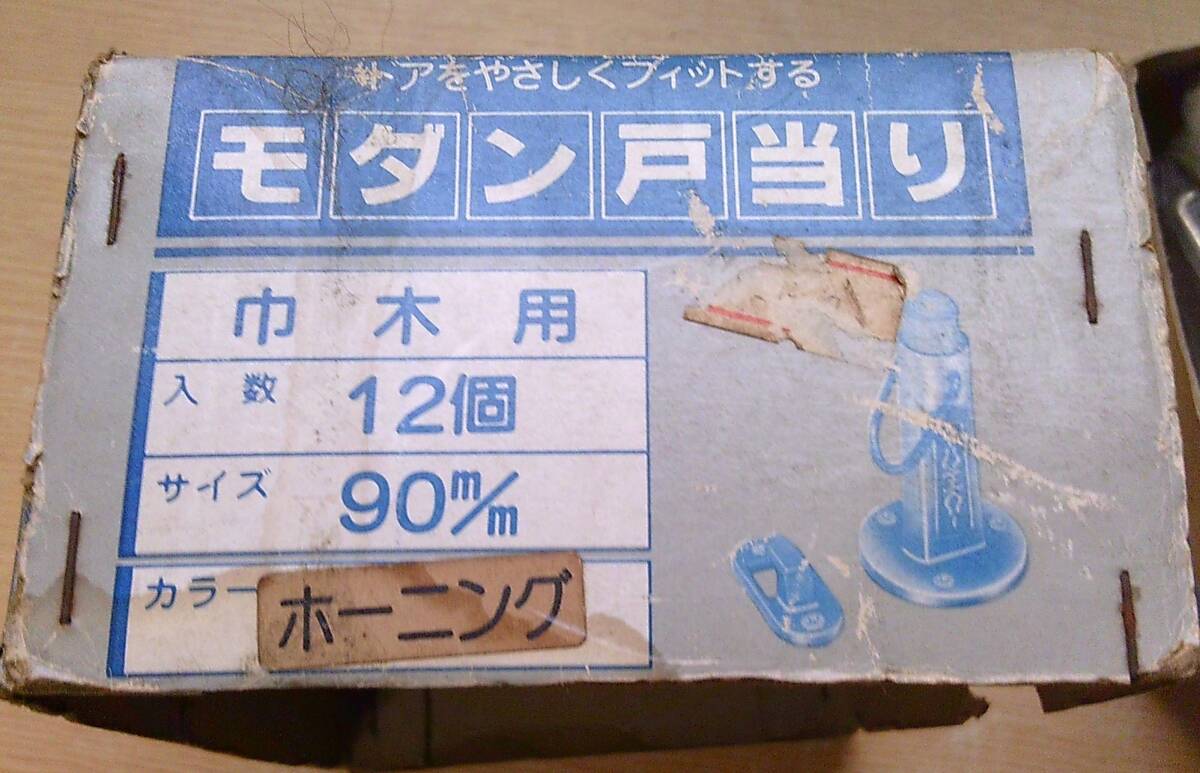 ドアをやさしくフィットする
モダン戸当り
巾木用
入数 12個
サイズ 90m/m
カラー ホーニング